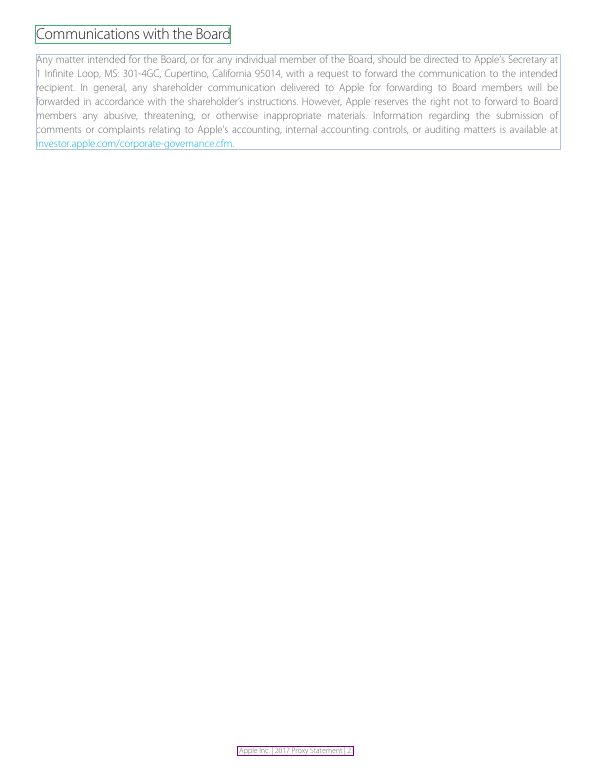 Communications with the Board
Any matter intended for the Board, or for any individual member of the Board, should be directed to Apple's Secretary at
1 Infinite Loop, MS: 301-4GC, Cupertino, California 95014, with a request to forward the communication to the intended
recipient. In general, any shareholder communication delivered to Apple for forwarding to Board members will be
forwarded in accordance with the shareholder's instructions. However, Apple reserves the right not to forward to Board
members any abusive, threatening, or otherwise inappropriate materials. Information regarding the submission of
comments or complaints relating to Apple's accounting, internal accounting controls, or auditing matters is available at
investor.apple.com/corporate-governance.cfm.
Apple Inc. | 2017 Proxy Statement |